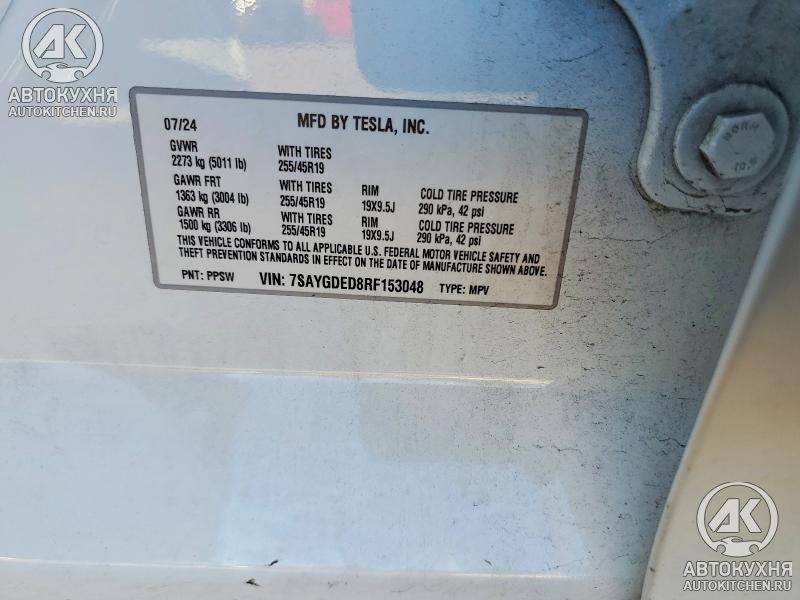 АК
АВТОКУХНЯ
AUTOKITCHEN.RU
07/24 MFD BY TESLA, INC.
GVWR WITH TIRES
2273 kg (5011 lb) 255/45R19
GAWR FRT WITH TIRES RIM COLD TIRE PRESSURE
1363 kg (3004 lb) 255/45R19 19X9.5J 290 kPa, 42 psi
GAWR RR WITH TIRES RIM COLD TIRE PRESSURE
1500 kg (3306 lb) 255/45R19 19X9.5J 290 kPa, 42 psi
THIS VEHICLE CONFORMS TO ALL APPLICABLE U.S. FEDERAL MOTOR VEHICLE SAFETY AND
THEFT PREVENTION STANDARDS IN EFFECT ON THE DATE OF MANUFACTURE SHOWN ABOVE.
PNT: PPSW VIN: 7SAYGDED8RF153048 TYPE: MPV
АК
АВТОКУХНЯ
AUTOKITCHEN.RU